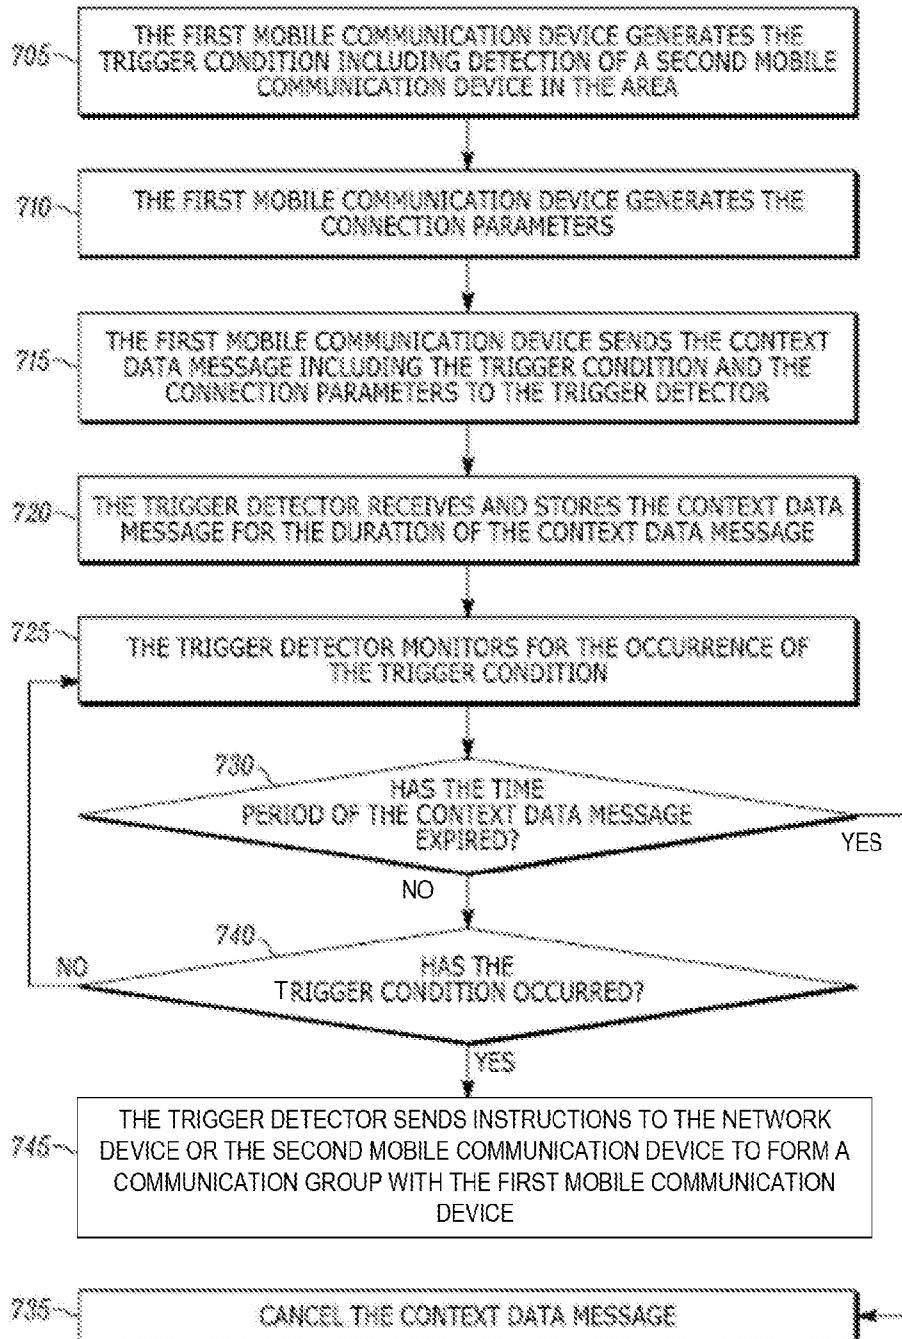 705
THE FIRST MOBILE COMMUNICATION DEVICE GENERATES THE
TRIGGER CONDITION INCLUDING DETECTION OF A SECOND MOBILE
COMMUNICATION DEVICE IN THE AREA
710
THE FIRST MOBILE COMMUNICATION DEVICE GENERATES THE
CONNECTION PARAMETERS
715
THE FIRST MOBILE COMMUNICATION DEVICE SENDS THE CONTEXT
DATA MESSAGE INCLUDING THE TRIGGER CONDITION AND THE
CONNECTION PARAMETERS TO THE TRIGGER DETECTOR
720
THE TRIGGER DETECTOR RECEIVES AND STORES THE CONTEXT DATA
MESSAGE FOR THE DURATION OF THE CONTEXT DATA MESSAGE
725
THE TRIGGER DETECTOR MONITORS FOR THE OCCURRENCE OF
THE TRIGGER CONDITION
730
HAS THE TIME
PERIOD OF THE CONTEXT DATA MESSAGE
EXPIRED?
YES
NO
740
HAS THE
TRIGGER CONDITION OCCURRED?
NO
YES
745
THE TRIGGER DETECTOR SENDS INSTRUCTIONS TO THE NETWORK
DEVICE OR THE SECOND MOBILE COMMUNICATION DEVICE TO FORM A
COMMUNICATION GROUP WITH THE FIRST MOBILE COMMUNICATION
DEVICE
735
CANCEL THE CONTEXT DATA MESSAGE